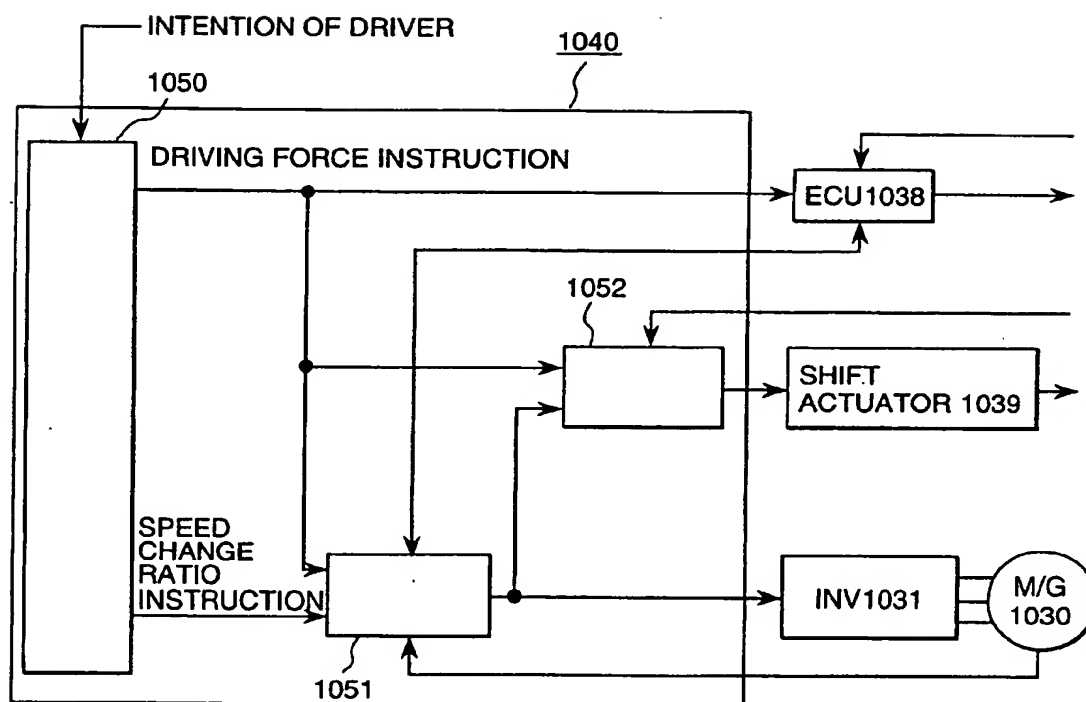 INTENTION OF DRIVER
1040
1050
DRIVING FORCE INSTRUCTION
ECU1038
1052
SHIFT
ACTUATOR 1039
SPEED
CHANGE
RATIO
INSTRUCTION
INV1031
M/G
1030
1051